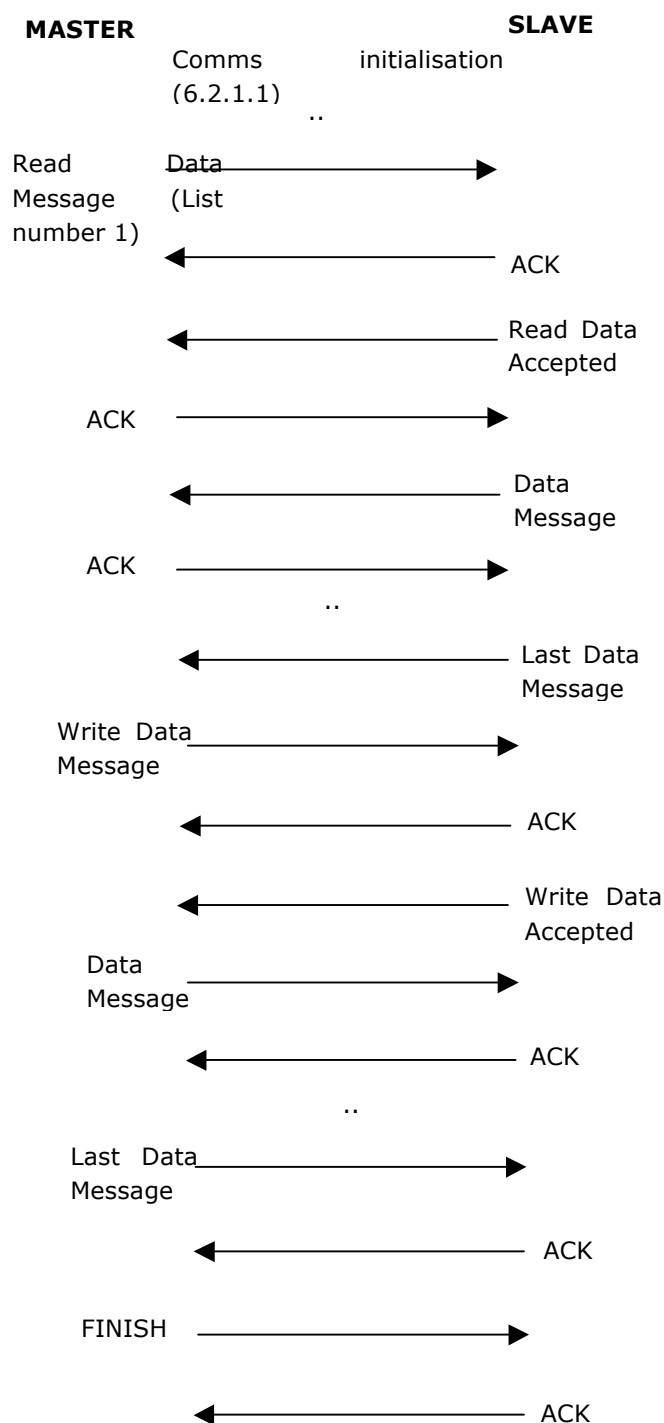 MASTER
SLAVE
Comms initialisation
(6.2.1.1)
..
Read Data
Message (List
number 1)
ACK
Read Data
Accepted
ACK
Data
Message
ACK
..
Last Data
Message
Write Data
Message
ACK
Write Data
Accepted
Data
Message
ACK
..
Last Data
Message
ACK
FINISH
ACK